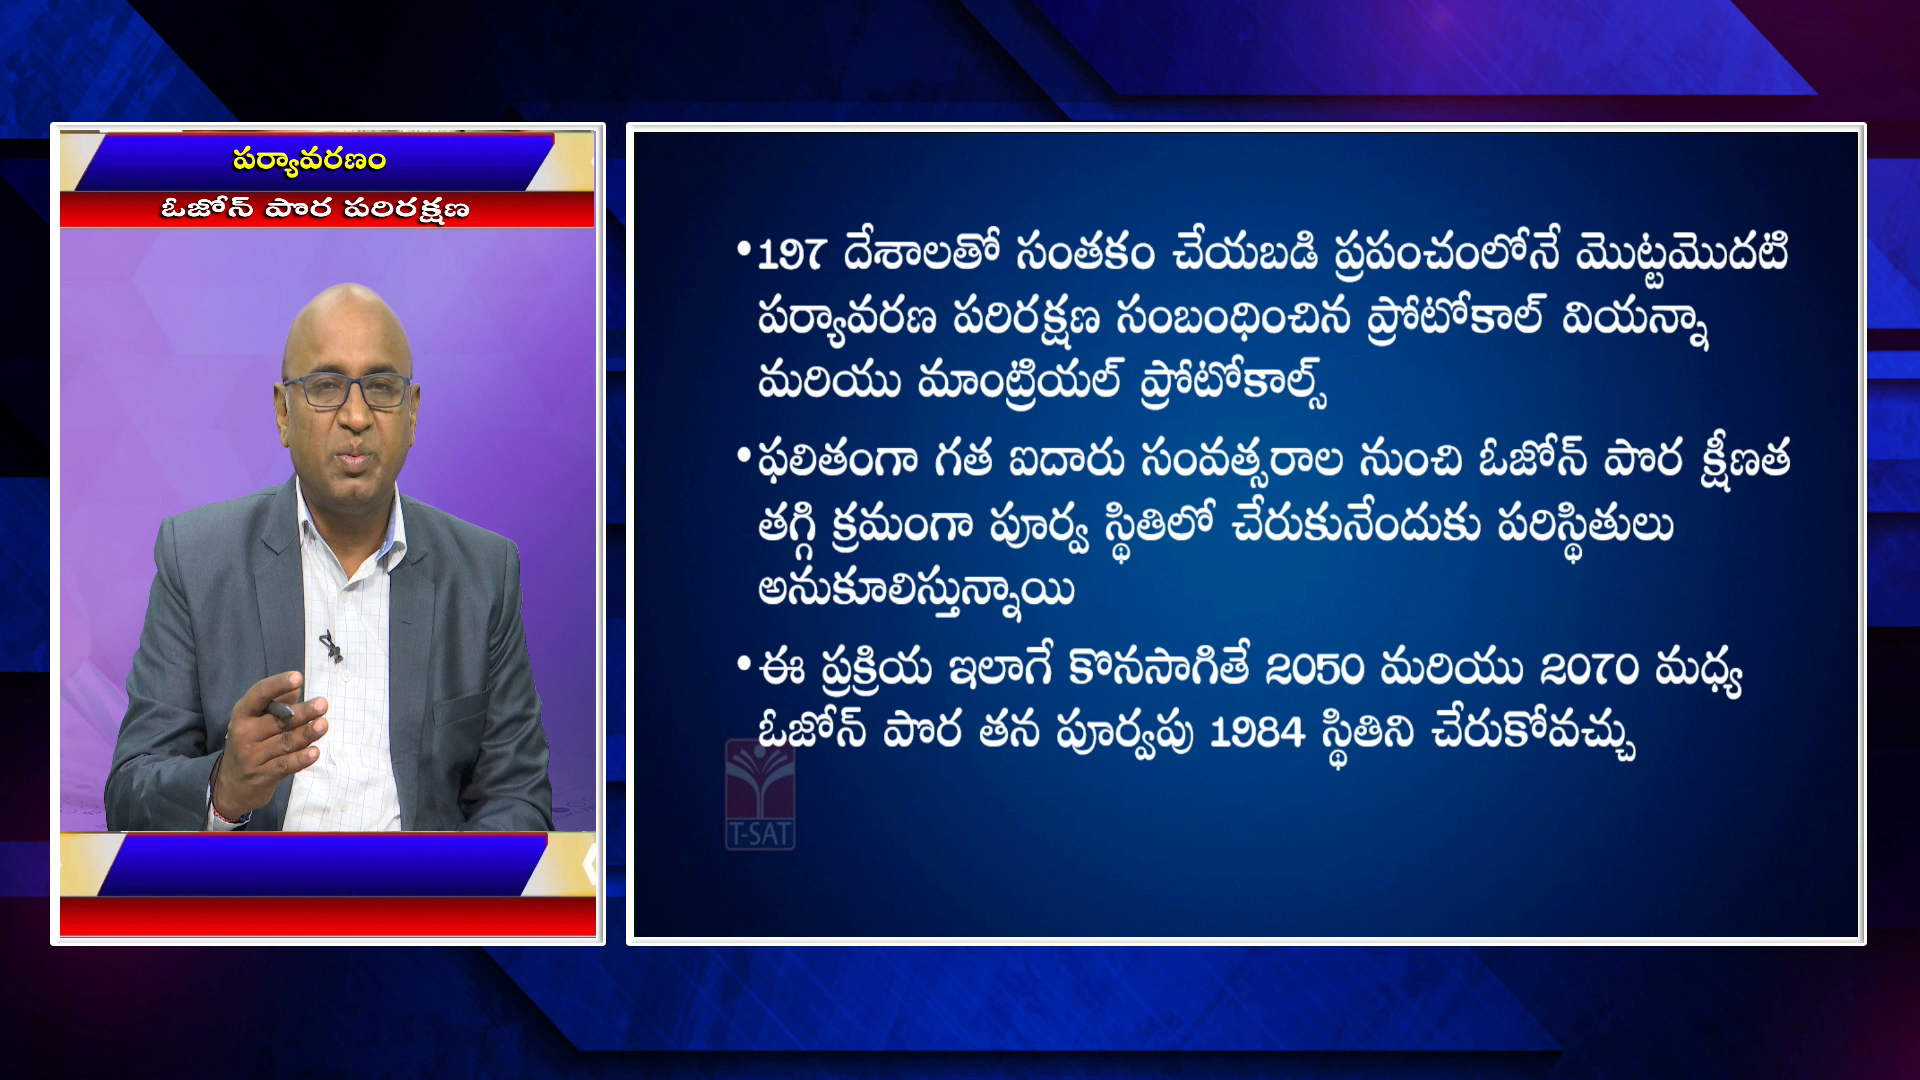 పర్యావరణం
ఓజోన్ పొర పరిరక్షణ
•197 దేశాలతో సంతకం చేయబడి ప్రపంచంలోనే మొట్టమొదటి
పర్యావరణ పరిరక్షణ సంబంధించిన ప్రోటోకాల్ వియన్నా
మరియు మాంట్రియల్ ప్రోటోకాల్స్
•ఫలితంగా గత ఐదారు సంవత్సరాల నుంచి ఓజోన్ పొర క్షీణత
తగ్గి క్రమంగా పూర్వ స్థితిలో చేరుకునేందుకు పరిస్థితులు
అనుకూలిస్తున్నాయి
•ఈ ప్రక్రియ ఇలాగే కొనసాగితే 2050 మరియు 2070 మధ్య
ఓజోన్ పొర తన పూర్వపు 1984 స్థితిని చేరుకోవచ్చు
T-SAT